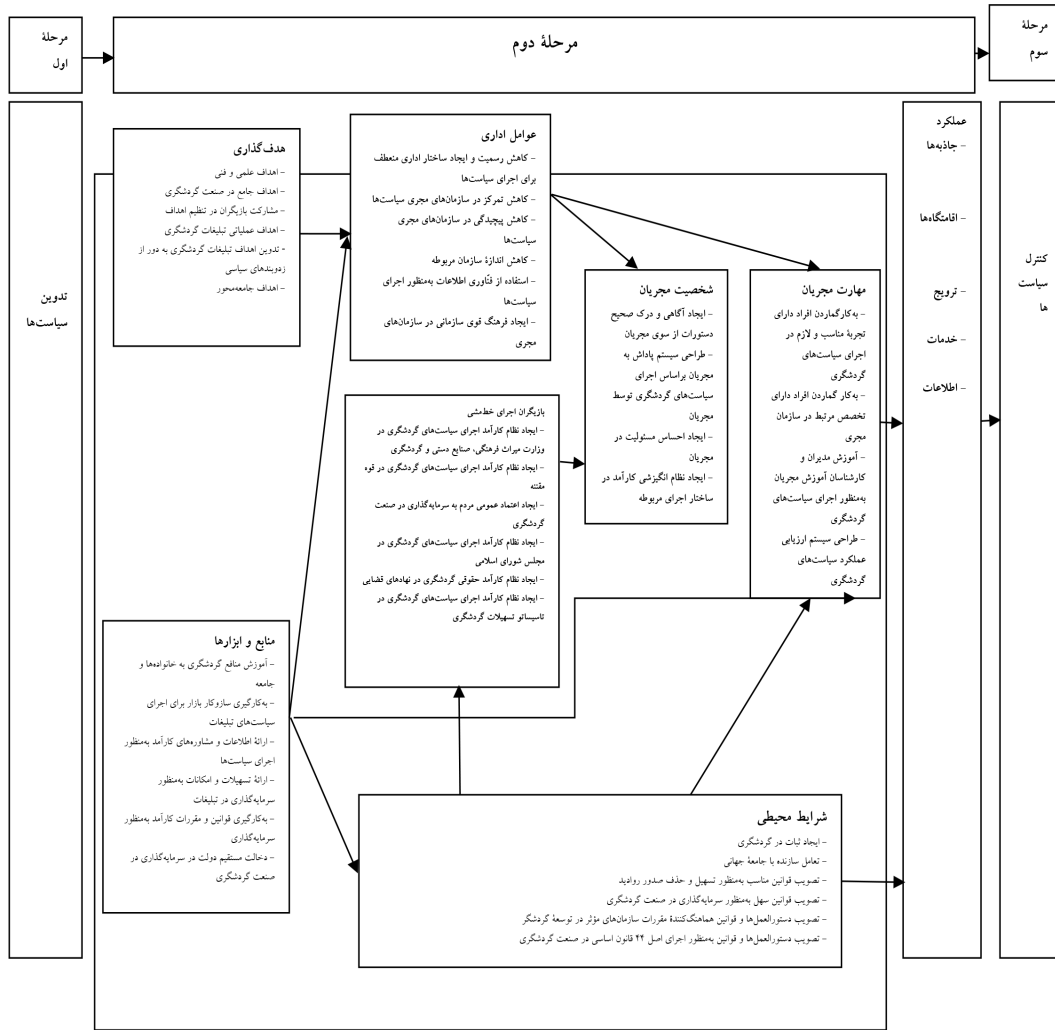 مرحلهٔ
اول
مرحلهٔ دوم
مرحلهٔ
سوم
تدوین
سیاست‌ها
هدف‌گذاری
- اهداف علمی و فنی
- اهداف جامع در صنعت گردشگری
- مشارکت بازیگران در تنظیم اهداف
- اهداف عملیاتی تبلیغات گردشگری
- تدوین اهداف تبلیغات گردشگری به دور از
زدوبندهای سیاسی
- اهداف جامعه‌محور
منابع و ابزارها
- آموزش منافع گردشگری به خانواده‌ها و
جامعه
- به‌کارگیری سازوکار بازار برای اجرای
سیاست‌های تبلیغات
- ارائهٔ اطلاعات و مشاوره‌های کارآمد به‌منظور
اجرای سیاست‌ها
- ارائهٔ تسهیلات و امکانات به‌منظور
سرمایه‌گذاری در تبلیغات
- به‌کارگیری قوانین و مقررات کارآمد به‌منظور
سرمایه‌گذاری
- دخالت مستقیم دولت در سرمایه‌گذاری در
صنعت گردشگری
عوامل اداری
- کاهش رسمیت و ایجاد ساختار اداری منعطف
برای اجرای سیاست‌ها
- کاهش تمرکز در سازمان‌های مجری سیاست‌ها
- کاهش پیچیدگی در سازمان‌های مجری
سیاست‌ها
- کاهش اندازهٔ سازمان مربوطه
- استفاده از فنّاوری اطلاعات به‌منظور اجرای
سیاست‌ها
- ایجاد فرهنگ قوی سازمانی در سازمان‌های
مجری
بازیگران اجرای خط‌مشی
- ایجاد نظام کارآمد اجرای سیاست‌های گردشگری در
وزارت میراث فرهنگی، صنایع دستی و گردشگری
- ایجاد نظام کارآمد اجرای سیاست‌های گردشگری در قوه
مقننه
- ایجاد اعتماد عمومی مردم به سرمایه‌گذاری در صنعت
گردشگری
- ایجاد نظام کارآمد اجرای سیاست‌های گردشگری در
مجلس شورای اسلامی
- ایجاد نظام کارآمد حقوقی گردشگری در نهادهای قضایی
- ایجاد نظام کارآمد اجرای سیاست‌های گردشگری در
تاسیساتو تسهیلات گردشگری
شخصیت مجریان
- ایجاد آگاهی و درک صحیح
دستورات از سوی مجریان
- طراحی سیستم پاداش به
مجریان براساس اجرای
سیاست‌های گردشگری توسط
مجریان
- ایجاد احساس مسئولیت در
مجریان
- ایجاد نظام انگیزشی کارآمد در
ساختار اجرای مربوطه
مهارت مجریان
- به‌کارگماردن افراد دارای
تجربهٔ مناسب و لازم در
اجرای سیاست‌های
گردشگری
- به‌کار گماردن افراد دارای
تخصص مرتبط در سازمان
مجری
- آموزش مدیران و
کارشناسان آموزش مجریان
به‌منظور اجرای سیاست‌های
گردشگری
- طراحی سیستم ارزیابی
عملکرد سیاست‌های
گردشگری
شرایط محیطی
- ایجاد ثبات در گردشگری
- تعامل سازنده با جامعهٔ جهانی
- تصویب قوانین مناسب به‌منظور تسهیل و حذف صدور روادید
- تصویب قوانین سهل به‌منظور سرمایه‌گذاری در صنعت گردشگری
- تصویب دستورالعمل‌ها و قوانین هماهنگ‌کنندهٔ مقررات سازمان‌های مؤثر در توسعهٔ گردشگر
- تصویب دستورالعمل‌ها و قوانین به‌منظور اجرای اصل ۴۴ قانون اساسی در صنعت گردشگری
عملکرد
- جاذبه‌ها
- اقامتگاه‌ها
- ترویج
- خدمات
- اطلاعات
کنترل
سیاست
ها